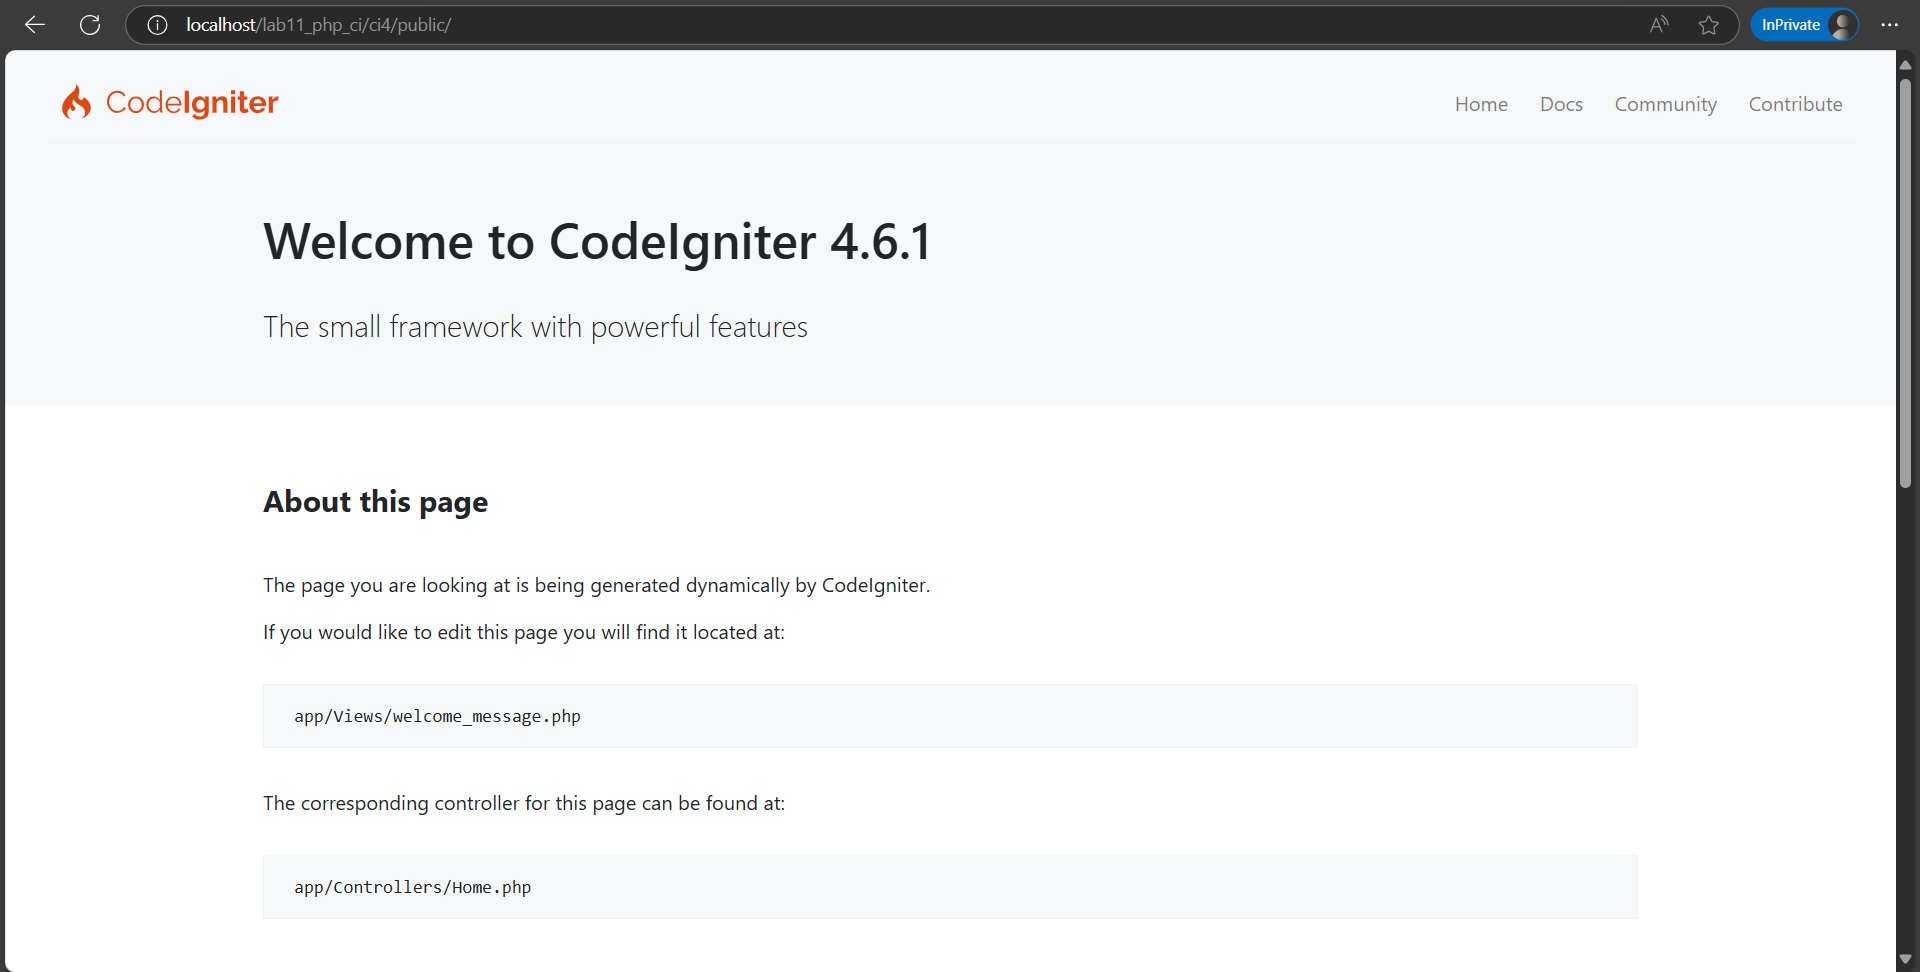 localhost/lab11_php_ci/ci4/public/
InPrivate
CodeIgniter
Home Docs Community Contribute
Welcome to CodeIgniter 4.6.1
The small framework with powerful features
About this page
The page you are looking at is being generated dynamically by CodeIgniter.
If you would like to edit this page you will find it located at:
app/Views/welcome_message.php
The corresponding controller for this page can be found at:
app/Controllers/Home.php